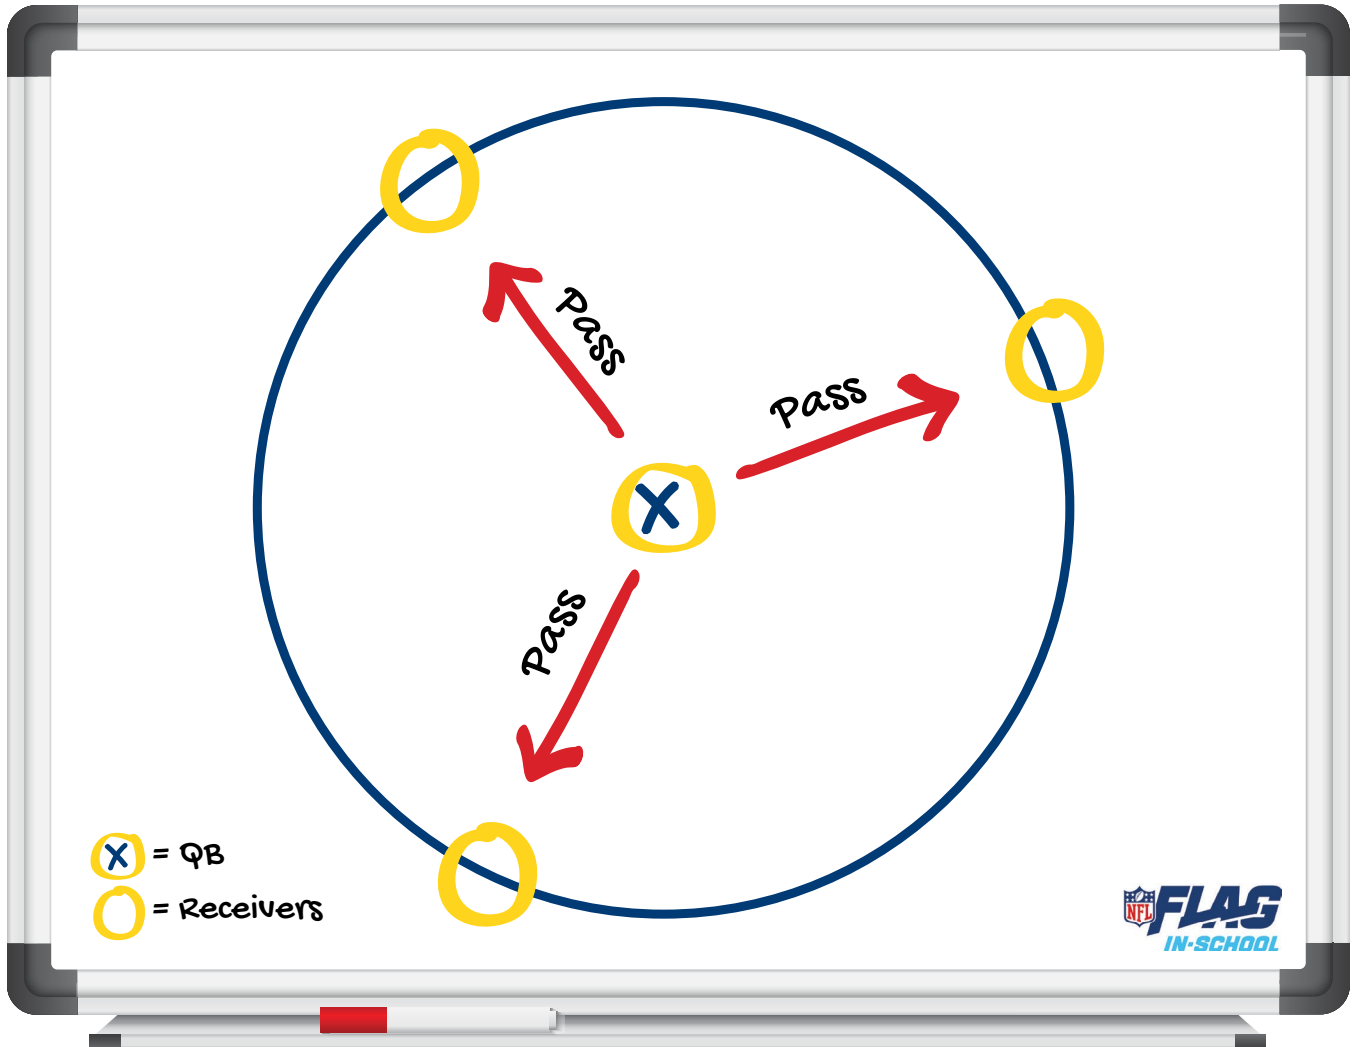 Pass
Pass
Pass
X = QB
= Receivers
NFL FLAG
IN-SCHOOL